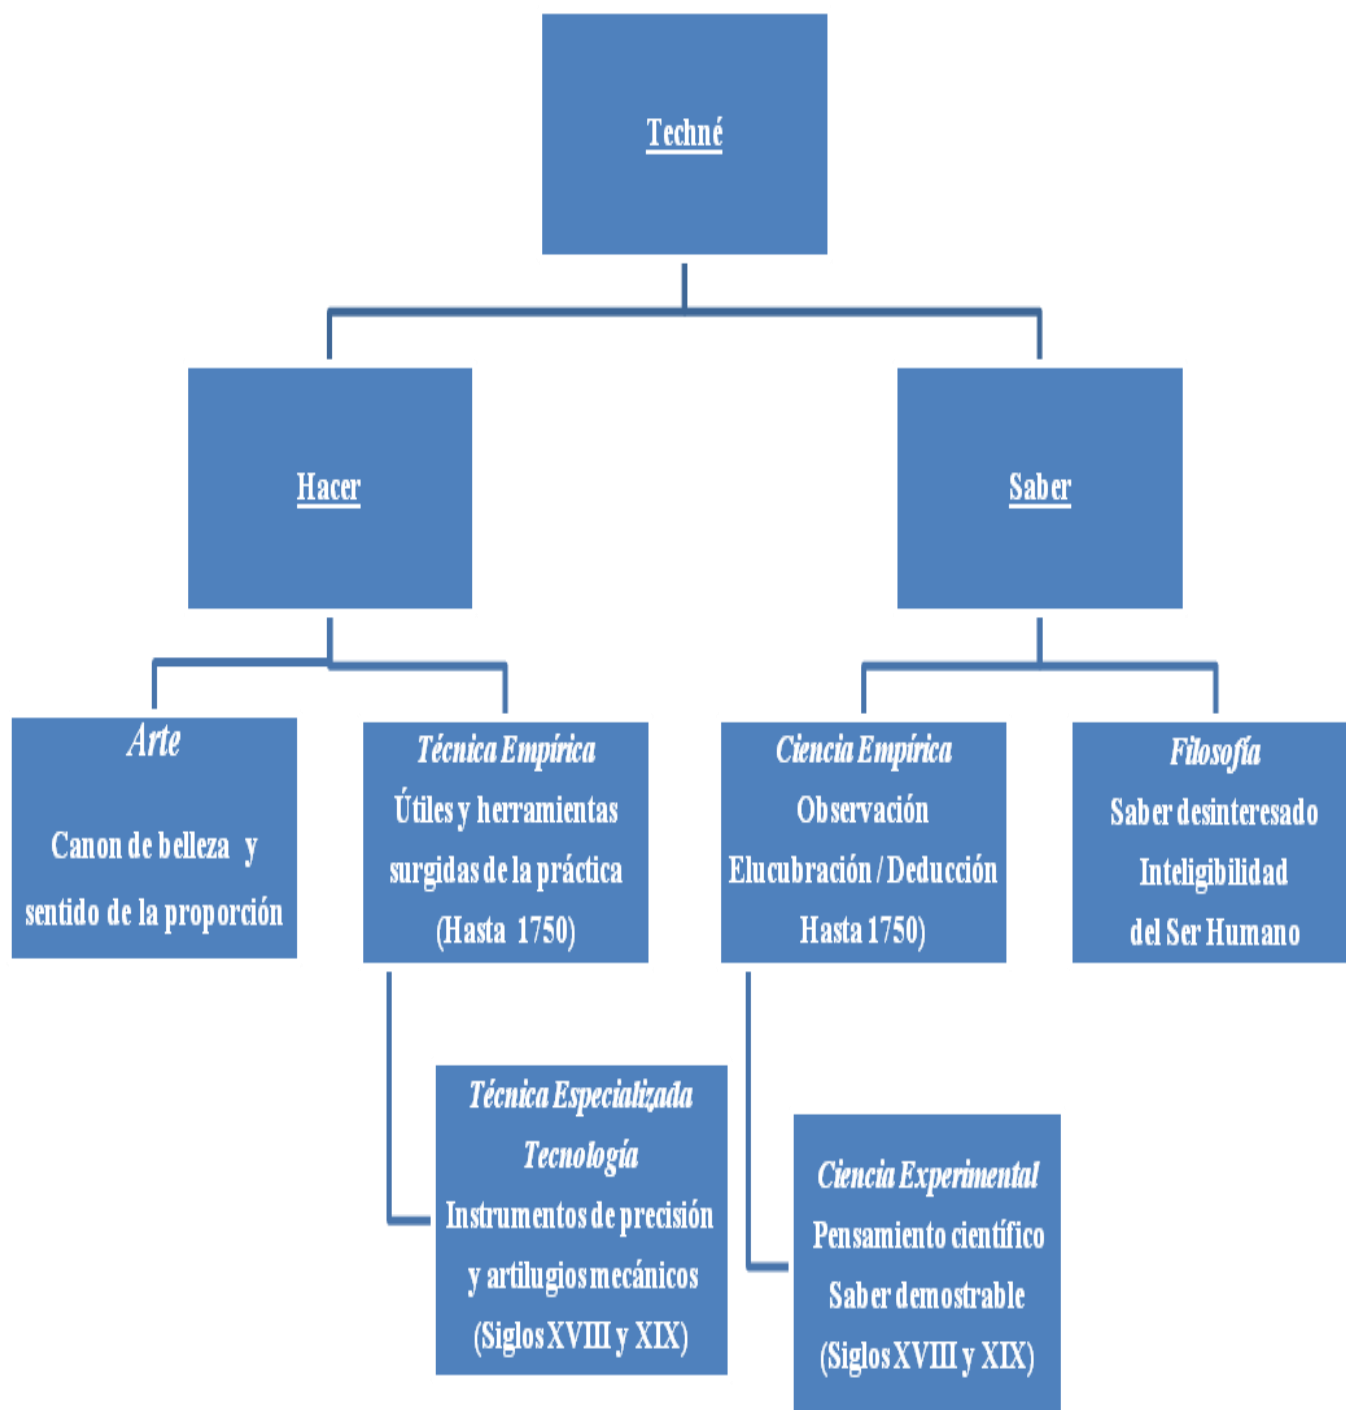 Techné
Hacer
Saber
Arte
Canon de belleza y
sentido de la proporción
Técnica Empírica
Útiles y herramientas
surgidas de la práctica
(Hasta 1750)
Ciencia Empírica
Observación
Elucubración / Deducción
Hasta 1750)
Filosofía
Saber desinteresado
Inteligibilidad
del Ser Humano
Técnica Especializada
Tecnología
Instrumentos de precisión
y artilugios mecánicos
(Siglos XVIII y XIX)
Ciencia Experimental
Pensamiento científico
Saber demostrable
(Siglos XVIII y XIX)